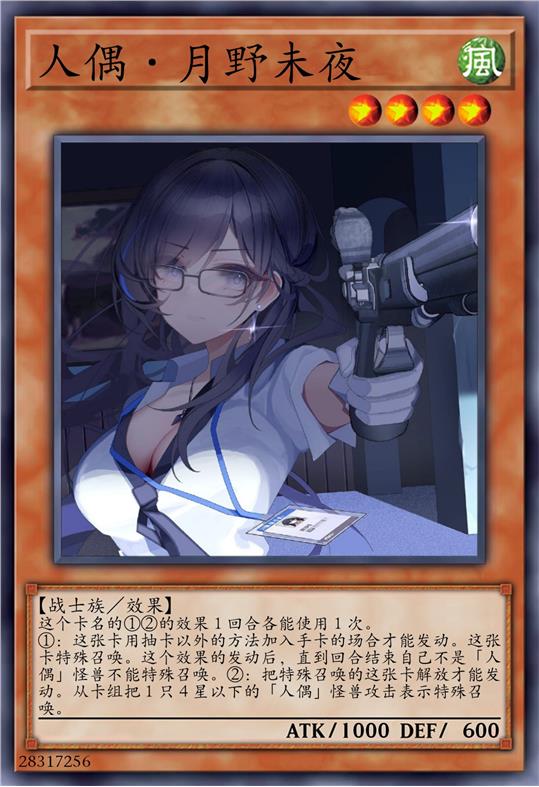 人偶·月野未夜
風
【战士族／效果】
这个卡名的①②的效果1回合各能使用1次。
①：这张卡用抽卡以外的方法加入手卡的场合才能发动。这张
卡特殊召唤。这个效果的发动后，直到回合结束自己不是「人
偶」怪兽不能特殊召唤。②：把特殊召唤的这张卡解放才能发
动。从卡组把1只4星以下的「人偶」怪兽攻击表示特殊召
唤。
ATK/1000 DEF/ 600
28317256